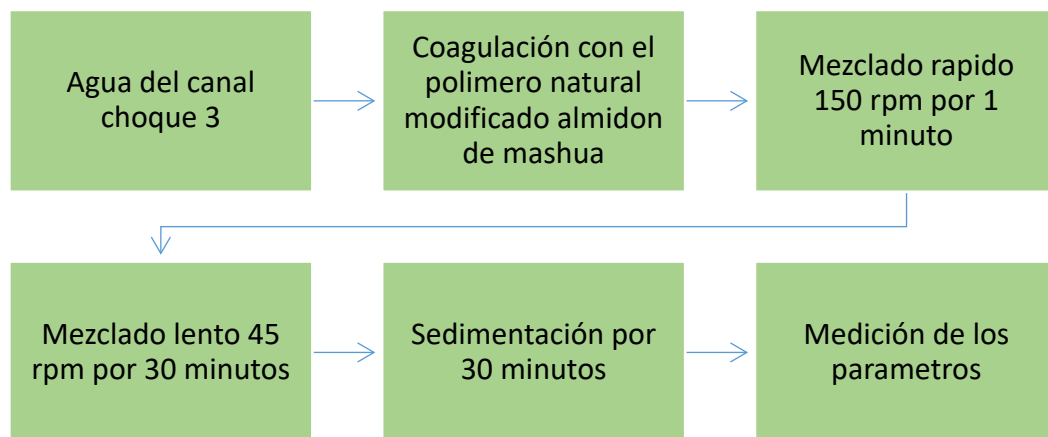 Agua del canal
choque 3
Coagulación con el
polimero natural
modificado almidon
de mashua
Mezclado rapido
150 rpm por 1
minuto
Mezclado lento 45
rpm por 30 minutos
Sedimentación por
30 minutos
Medición de los
parametros